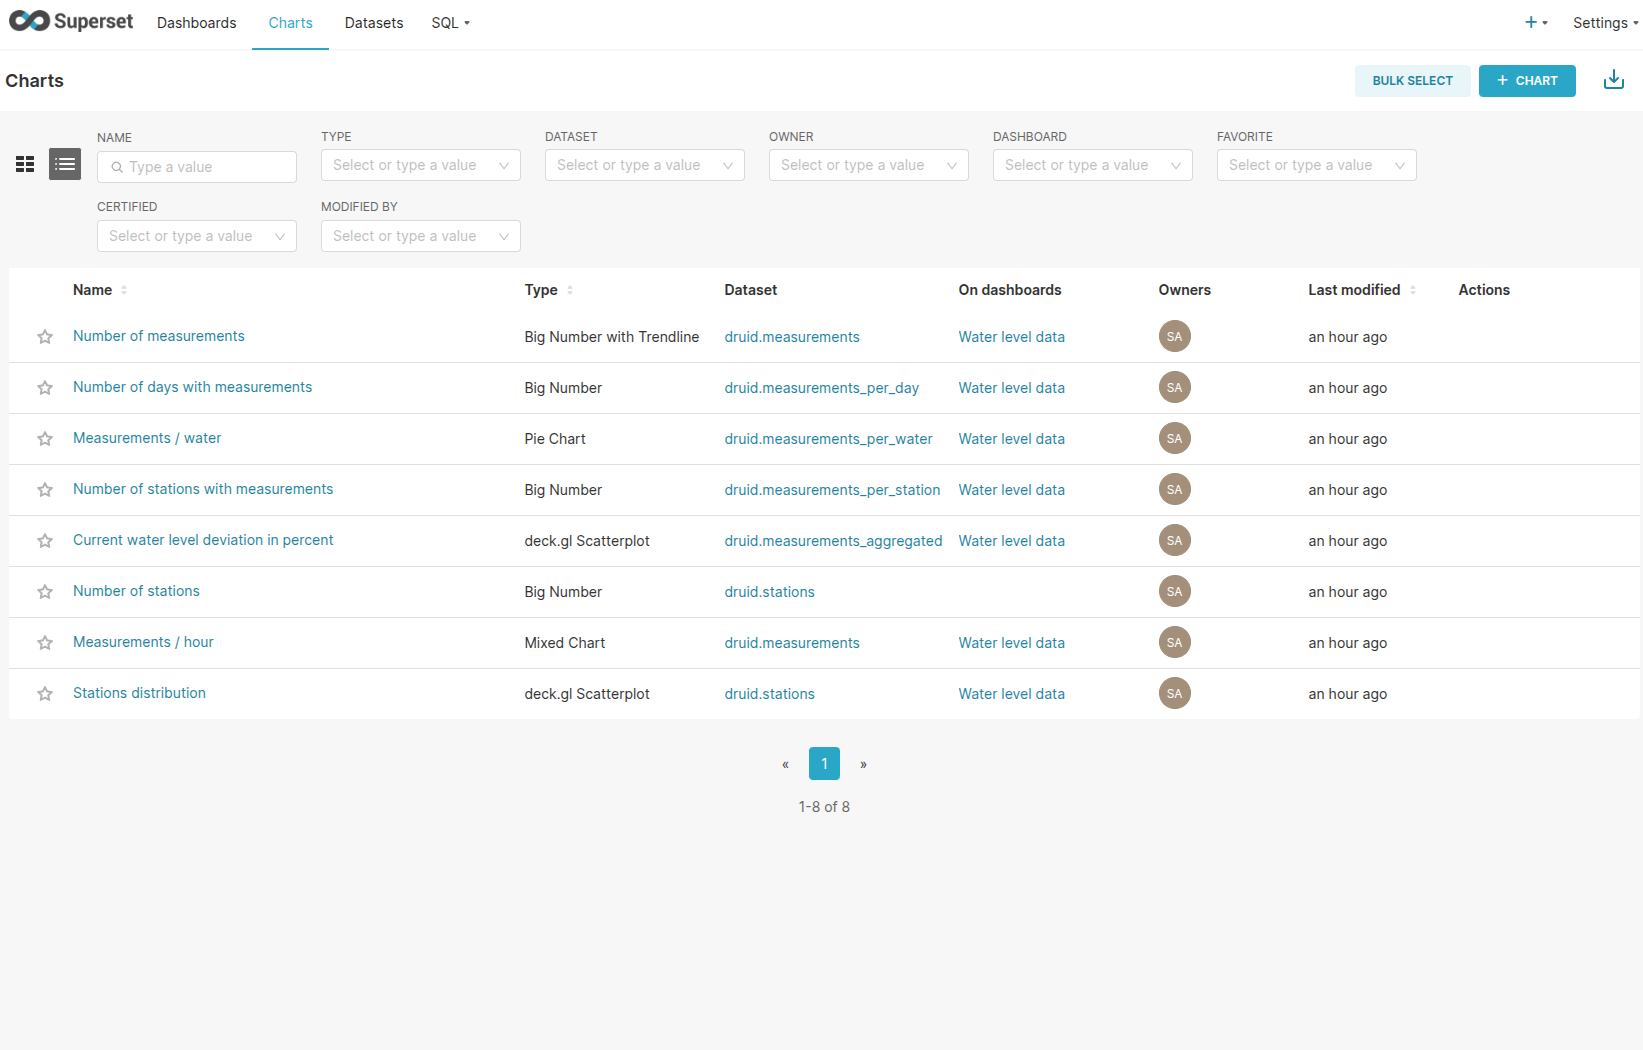 Superset Dashboards Charts Datasets SQL + Settings
Charts BULK SELECT + CHART
NAME TYPE DATASET OWNER DASHBOARD FAVORITE
Type a value Select or type a value Select or type a value Select or type a value Select or type a value Select or type a value
CERTIFIED MODIFIED BY
Select or type a value Select or type a value
Name Type Dataset On dashboards Owners Last modified Actions
Number of measurements Big Number with Trendline druid.measurements Water level data SA an hour ago
Number of days with measurements Big Number druid.measurements_per_day Water level data SA an hour ago
Measurements / water Pie Chart druid.measurements_per_water Water level data SA an hour ago
Number of stations with measurements Big Number druid.measurements_per_station Water level data SA an hour ago
Current water level deviation in percent deck.gl Scatterplot druid.measurements_aggregated Water level data SA an hour ago
Number of stations Big Number druid.stations SA an hour ago
Measurements / hour Mixed Chart druid.measurements Water level data SA an hour ago
Stations distribution deck.gl Scatterplot druid.stations Water level data SA an hour ago
« 1 »
1-8 of 8